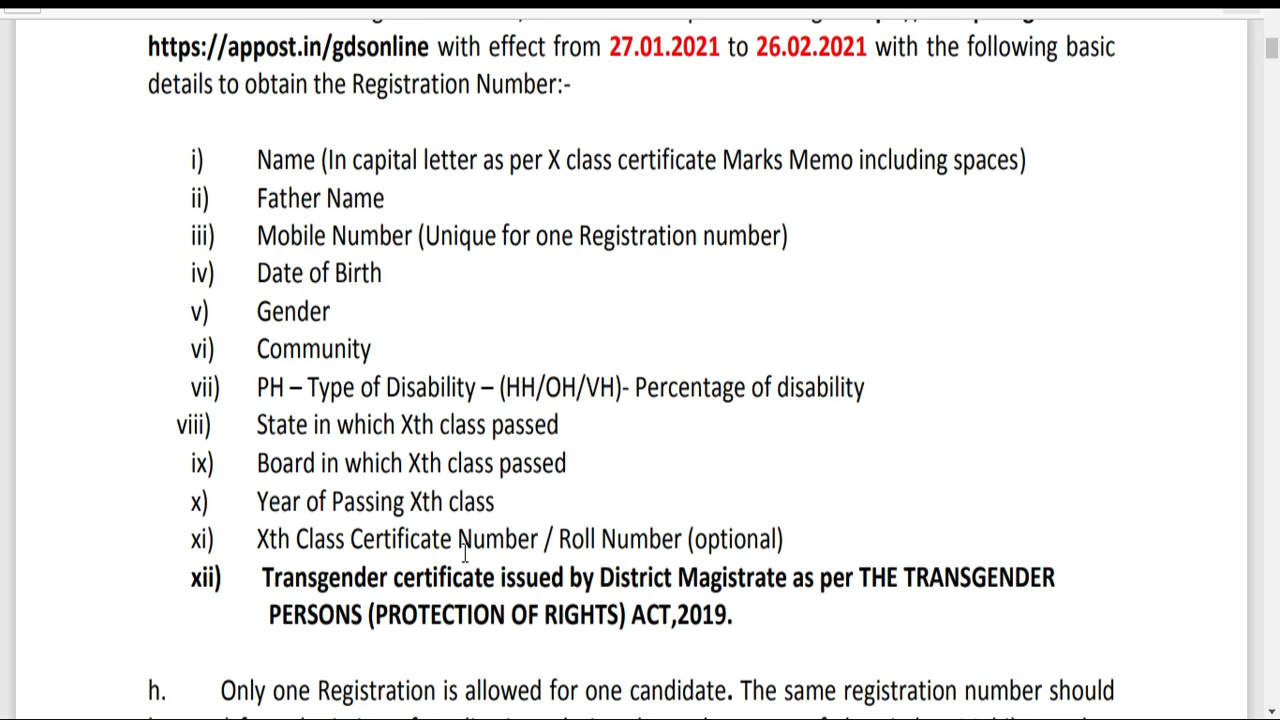 https://appost.in/gdsonline with effect from 27.01.2021 to 26.02.2021 with the following basic
details to obtain the Registration Number:-
i) Name (In capital letter as per X class certificate Marks Memo including spaces)
ii) Father Name
iii) Mobile Number (Unique for one Registration number)
iv) Date of Birth
v) Gender
vi) Community
vii) PH – Type of Disability – (HH/OH/VH)- Percentage of disability
viii) State in which Xth class passed
ix) Board in which Xth class passed
x) Year of Passing Xth class
xi) Xth Class Certificate Number / Roll Number (optional)
xii) Transgender certificate issued by District Magistrate as per THE TRANSGENDER
PERSONS (PROTECTION OF RIGHTS) ACT,2019.
h. Only one Registration is allowed for one candidate. The same registration number should